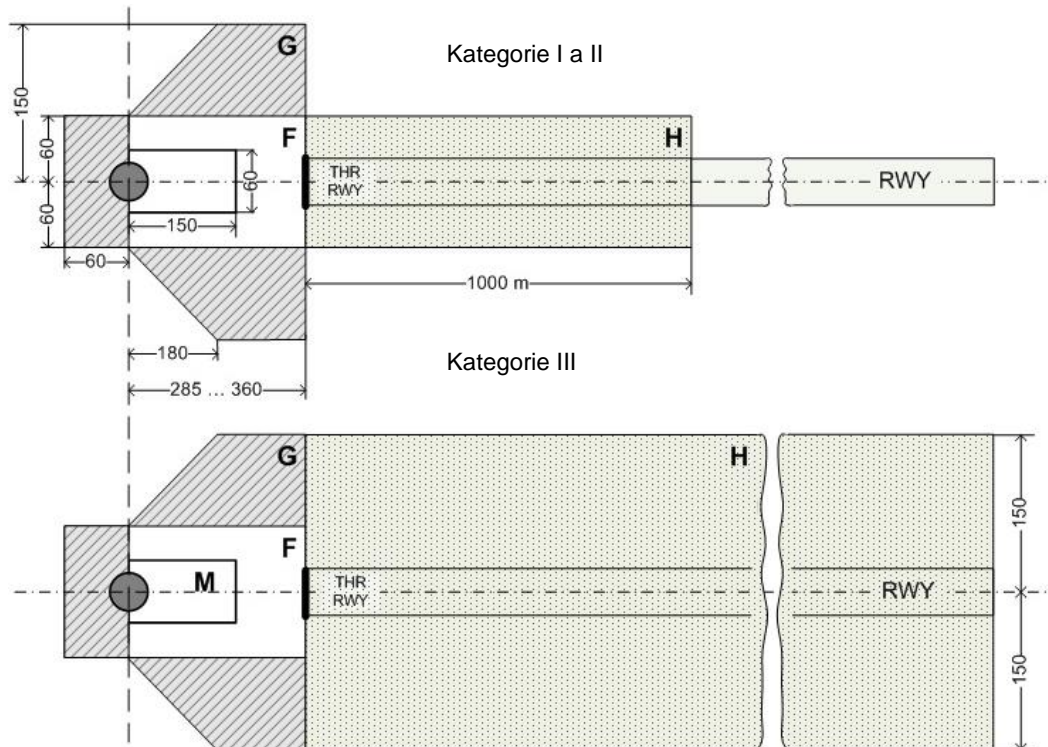 G
Kategorie I a II
150
60
F
H
THR
RWY
60
RWY
60
150
60
1000 m
180
Kategorie III
285 ... 360
G
H
150
F
M
THR
RWY
RWY
150